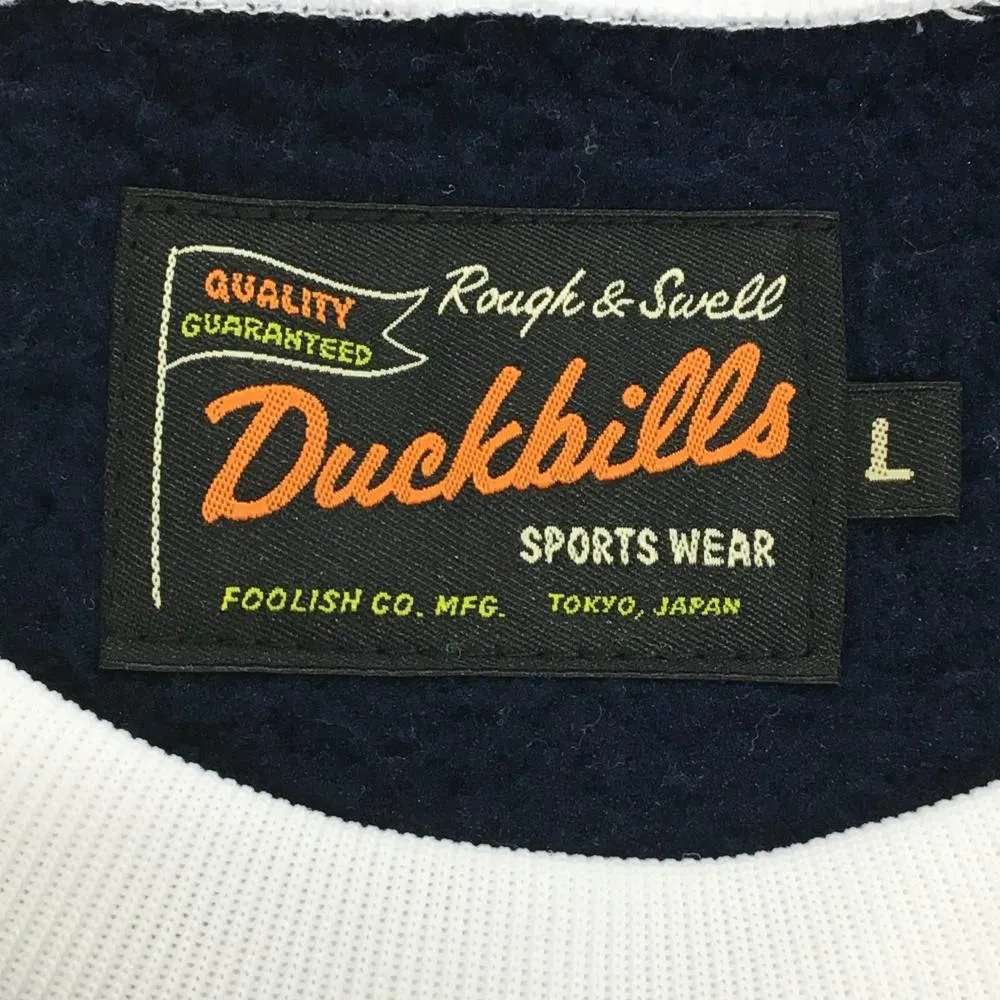 QUALITY
GUARANTEED
Rough & Swell
Duckbills
L
SPORTS WEAR
FOOLISH CO. MFG. TOKYO, JAPAN